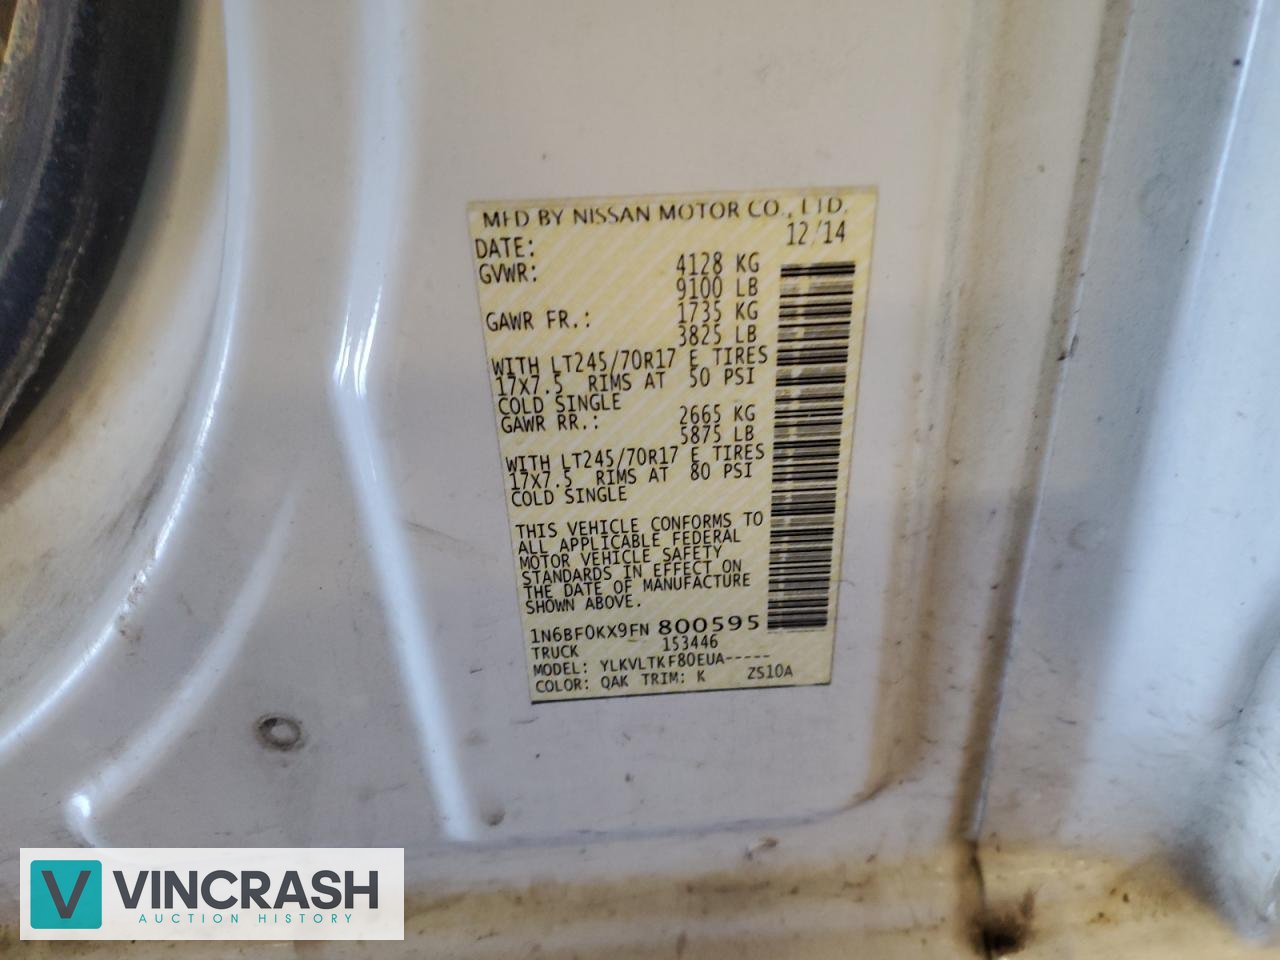 MFD BY NISSAN MOTOR CO., LTD.
DATE: 12/14
GVWR: 4128 KG
9100 LB
GAWR FR.: 1735 KG
3825 LB
WITH LT245/70R17 E TIRES
17X7.5 RIMS AT 50 PSI
COLD SINGLE
GAWR RR.: 2665 KG
5875 LB
WITH LT245/70R17 E TIRES
17X7.5 RIMS AT 80 PSI
COLD SINGLE
THIS VEHICLE CONFORMS TO
ALL APPLICABLE FEDERAL
MOTOR VEHICLE SAFETY
STANDARDS IN EFFECT ON
THE DATE OF MANUFACTURE
SHOWN ABOVE.
1N6BF0KX9FN 800595
TRUCK 153446
MODEL: YLKVLTKF80EUA-----
COLOR: QAK TRIM: K ZS10A
V VINCRASH
AUCTION HISTORY